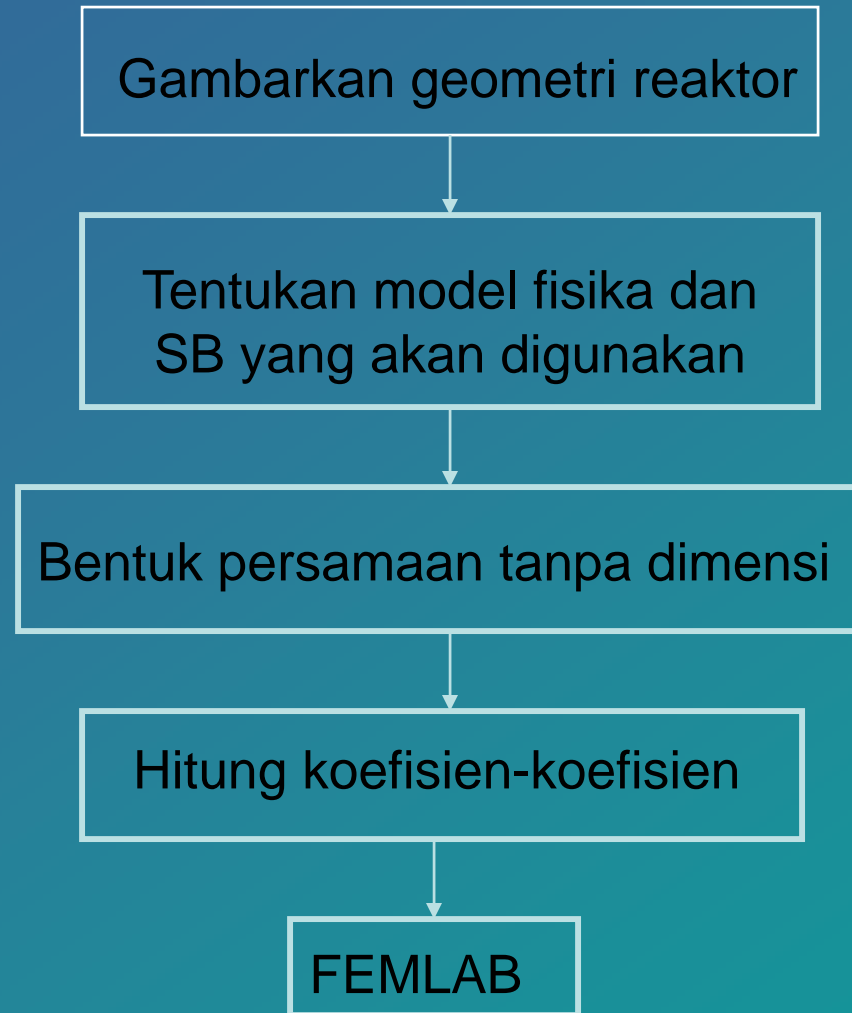 Gambarkan geometri reaktor
Tentukan model fisika dan
SB yang akan digunakan
Bentuk persamaan tanpa dimensi
Hitung koefisien-koefisien
FEMLAB